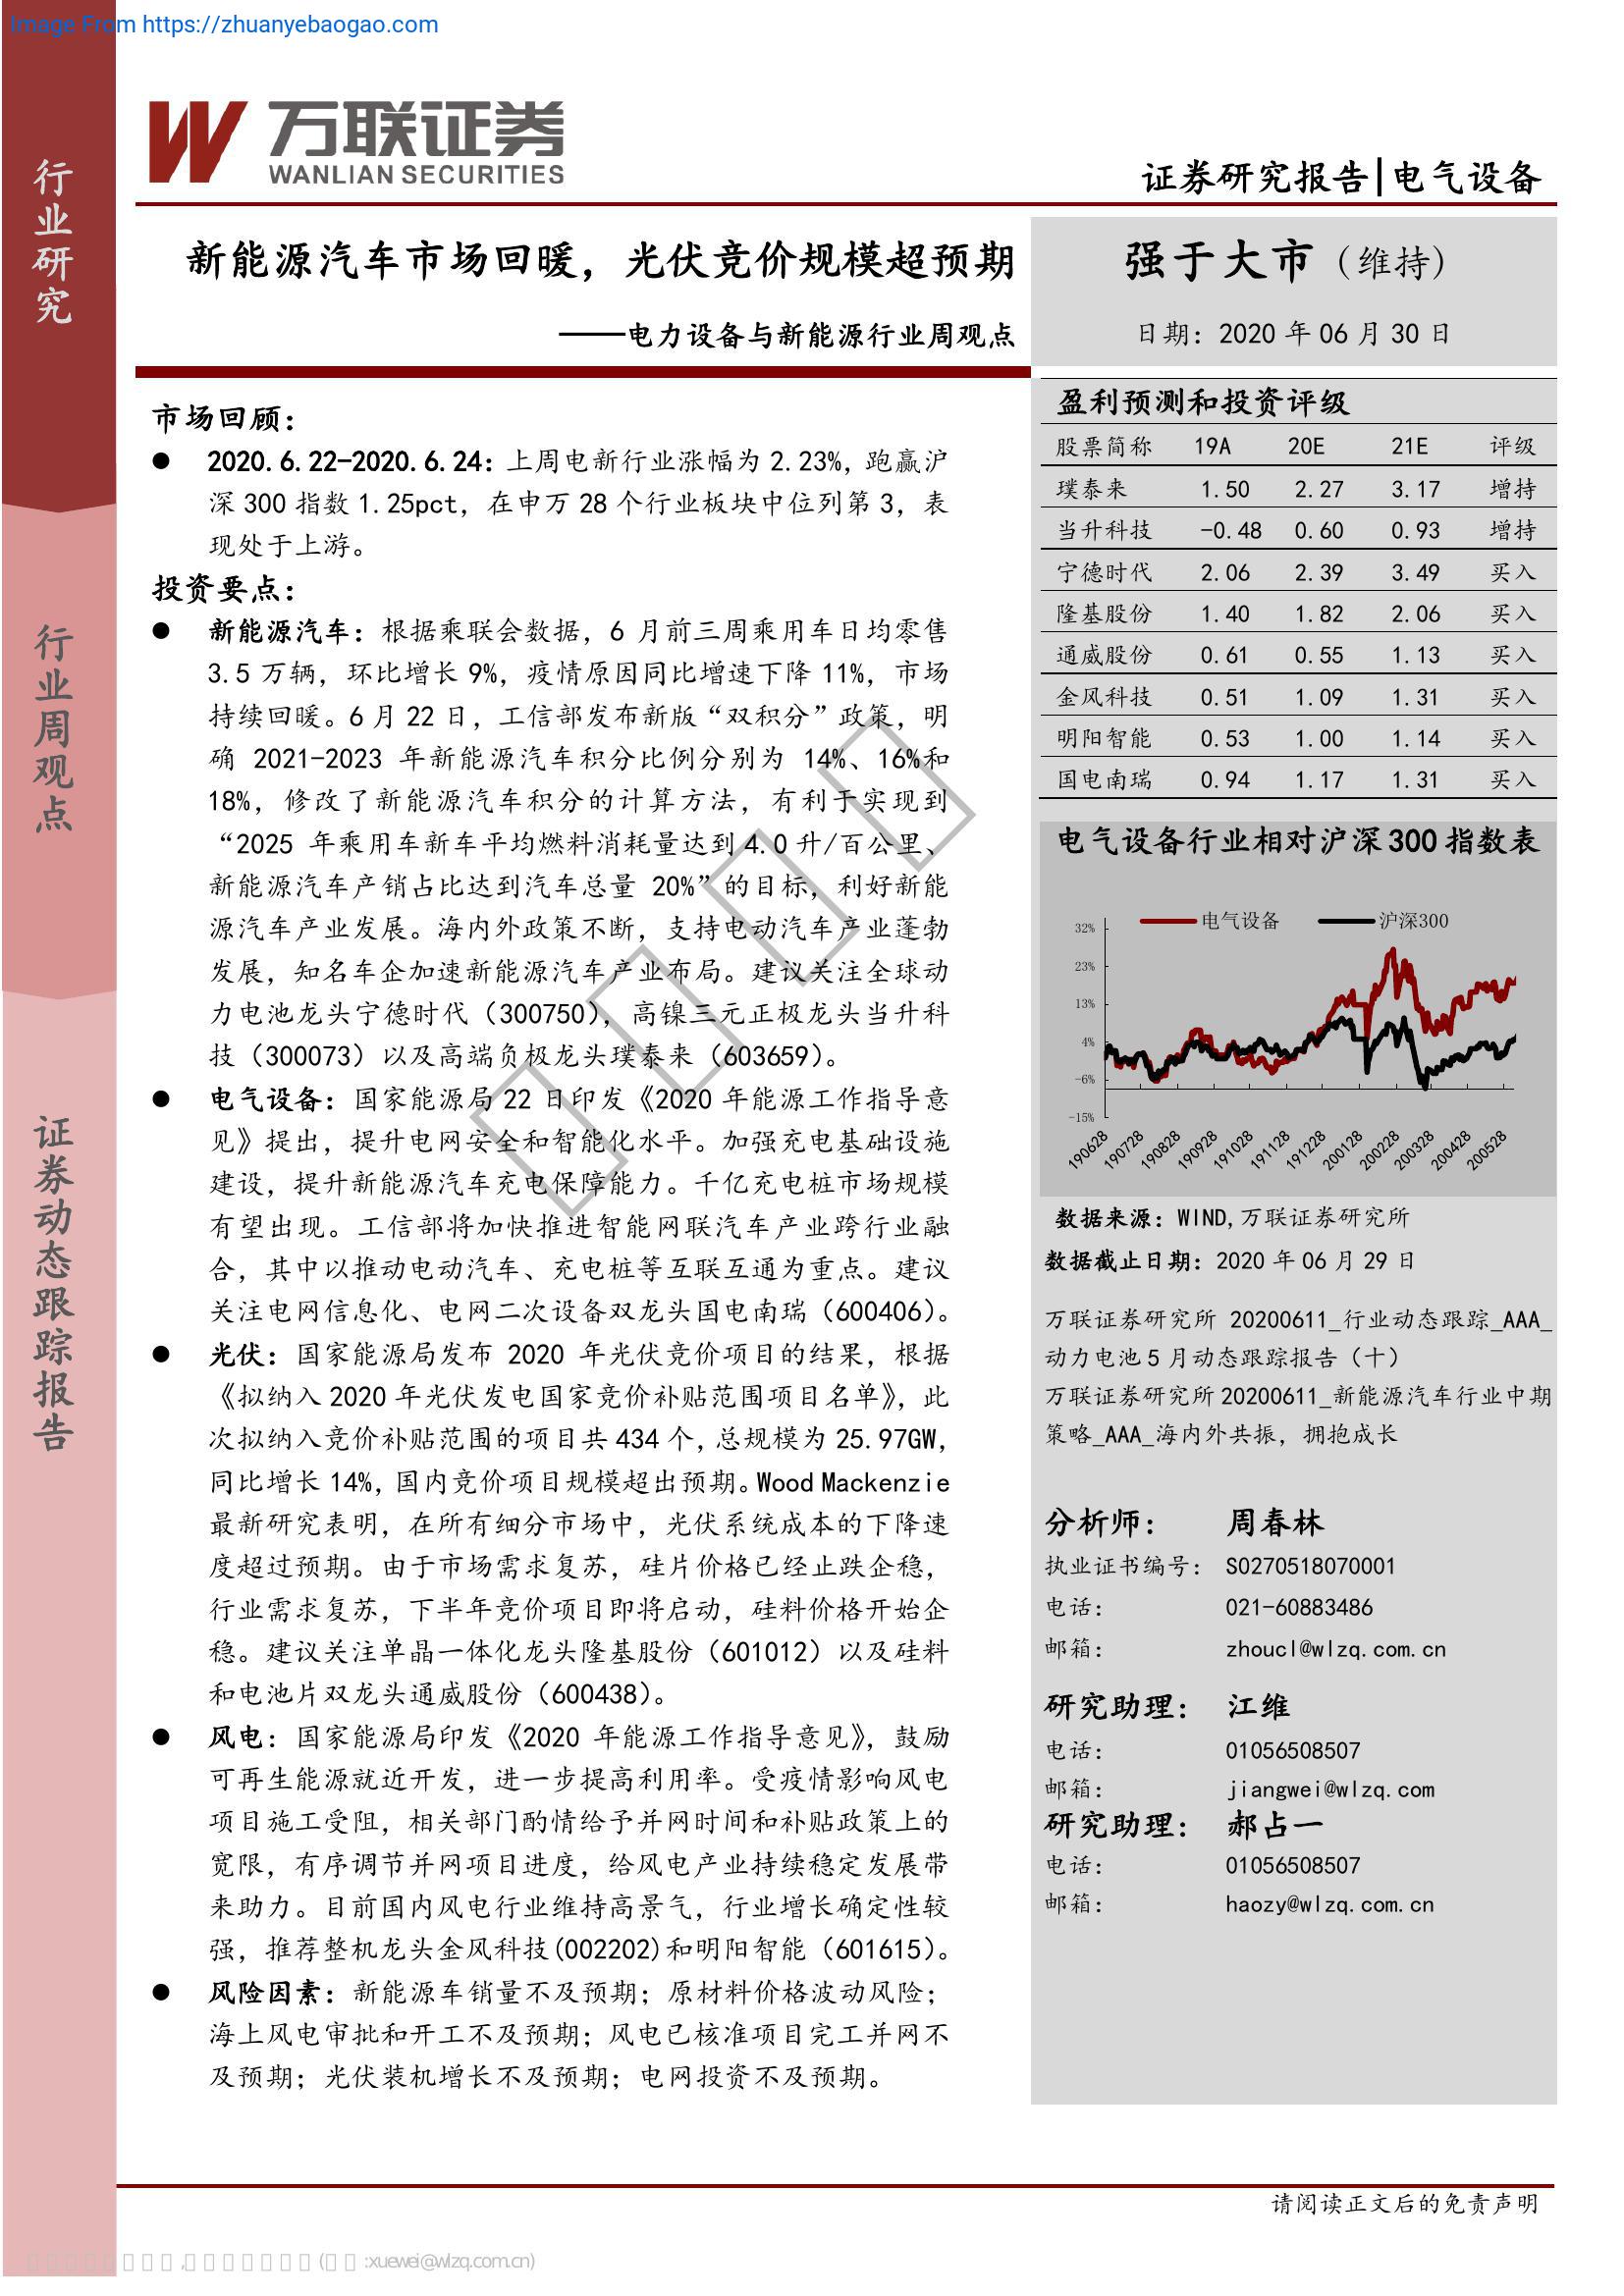 Image From https://zhuanyebaogao.com
行业研究
行业周观点
证券动态跟踪报告
万联证券
WANLIAN SECURITIES
证券研究报告|电气设备
新能源汽车市场回暖，光伏竞价规模超预期
——电力设备与新能源行业周观点
强于大市（维持）
日期：2020 年 06 月 30 日
市场回顾：
● 2020.6.22-2020.6.24：上周电新行业涨幅为 2.23%，跑赢沪
深 300 指数 1.25pct，在申万 28 个行业板块中位列第 3，表
现处于上游。
投资要点：
● 新能源汽车：根据乘联会数据，6 月前三周乘用车日均零售
3.5 万辆，环比增长 9%，疫情原因同比增速下降 11%，市场
持续回暖。6 月 22 日，工信部发布新版“双积分”政策，明
确 2021-2023 年新能源汽车积分比例分别为 14%、16%和
18%，修改了新能源汽车积分的计算方法，有利于实现到
“2025 年乘用车新车平均燃料消耗量达到 4.0 升/百公里、
新能源汽车产销占比达到汽车总量 20%”的目标，利好新能
源汽车产业发展。海内外政策不断，支持电动汽车产业蓬勃
发展，知名车企加速新能源汽车产业布局。建议关注全球动
力电池龙头宁德时代（300750），高镍三元正极龙头当升科
技（300073）以及高端负极龙头璞泰来（603659）。
● 电气设备：国家能源局 22 日印发《2020 年能源工作指导意
见》提出，提升电网安全和智能化水平。加强充电基础设施
建设，提升新能源汽车充电保障能力。千亿充电桩市场规模
有望出现。工信部将加快推进智能网联汽车产业跨行业融
合，其中以推动电动汽车、充电桩等互联互通为重点。建议
关注电网信息化、电网二次设备双龙头国电南瑞（600406）。
● 光伏：国家能源局发布 2020 年光伏竞价项目的结果，根据
《拟纳入 2020 年光伏发电国家竞价补贴范围项目名单》，此
次拟纳入竞价补贴范围的项目共 434 个，总规模为 25.97GW，
同比增长 14%，国内竞价项目规模超出预期。Wood Mackenzie
最新研究表明，在所有细分市场中，光伏系统成本的下降速
度超过预期。由于市场需求复苏，硅片价格已经止跌企稳，
行业需求复苏，下半年竞价项目即将启动，硅料价格开始企
稳。建议关注单晶一体化龙头隆基股份（601012）以及硅料
和电池片双龙头通威股份（600438）。
● 风电：国家能源局印发《2020 年能源工作指导意见》，鼓励
可再生能源就近开发，进一步提高利用率。受疫情影响风电
项目施工受阻，相关部门酌情给予并网时间和补贴政策上的
宽限，有序调节并网项目进度，给风电产业持续稳定发展带
来助力。目前国内风电行业维持高景气，行业增长确定性较
强，推荐整机龙头金风科技(002202)和明阳智能（601615）。
● 风险因素：新能源车销量不及预期；原材料价格波动风险；
海上风电审批和开工不及预期；风电已核准项目完工并网不
及预期；光伏装机增长不及预期；电网投资不及预期。
盈利预测和投资评级
股票简称 19A 20E 21E 评级
璞泰来 1.50 2.27 3.17 增持
当升科技 -0.48 0.60 0.93 增持
宁德时代 2.06 2.39 3.49 买入
隆基股份 1.40 1.82 2.06 买入
通威股份 0.61 0.55 1.13 买入
金风科技 0.51 1.09 1.31 买入
明阳智能 0.53 1.00 1.14 买入
国电南瑞 0.94 1.17 1.31 买入
电气设备行业相对沪深 300 指数表
电气设备 沪深300
32%
23%
13%
4%
-6%
-15%
190628 190728 190828 190928 191028 191128 191228 200128 200228 200328 200428 200528
数据来源：WIND,万联证券研究所
数据截止日期：2020 年 06 月 29 日
万联证券研究所 20200611_行业动态跟踪_AAA_
动力电池 5 月动态跟踪报告（十）
万联证券研究所 20200611_新能源汽车行业中期
策略_AAA_海内外共振，拥抱成长
分析师： 周春林
执业证书编号： S0270518070001
电话： 021-60883486
邮箱： zhoucl@wlzq.com.cn
研究助理： 江维
电话： 01056508507
邮箱： jiangwei@wlzq.com
研究助理： 郝占一
电话： 01056508507
邮箱： haozy@wlzq.com.cn
请阅读正文后的免责声明
:xuewei@wlzq.com.cn)